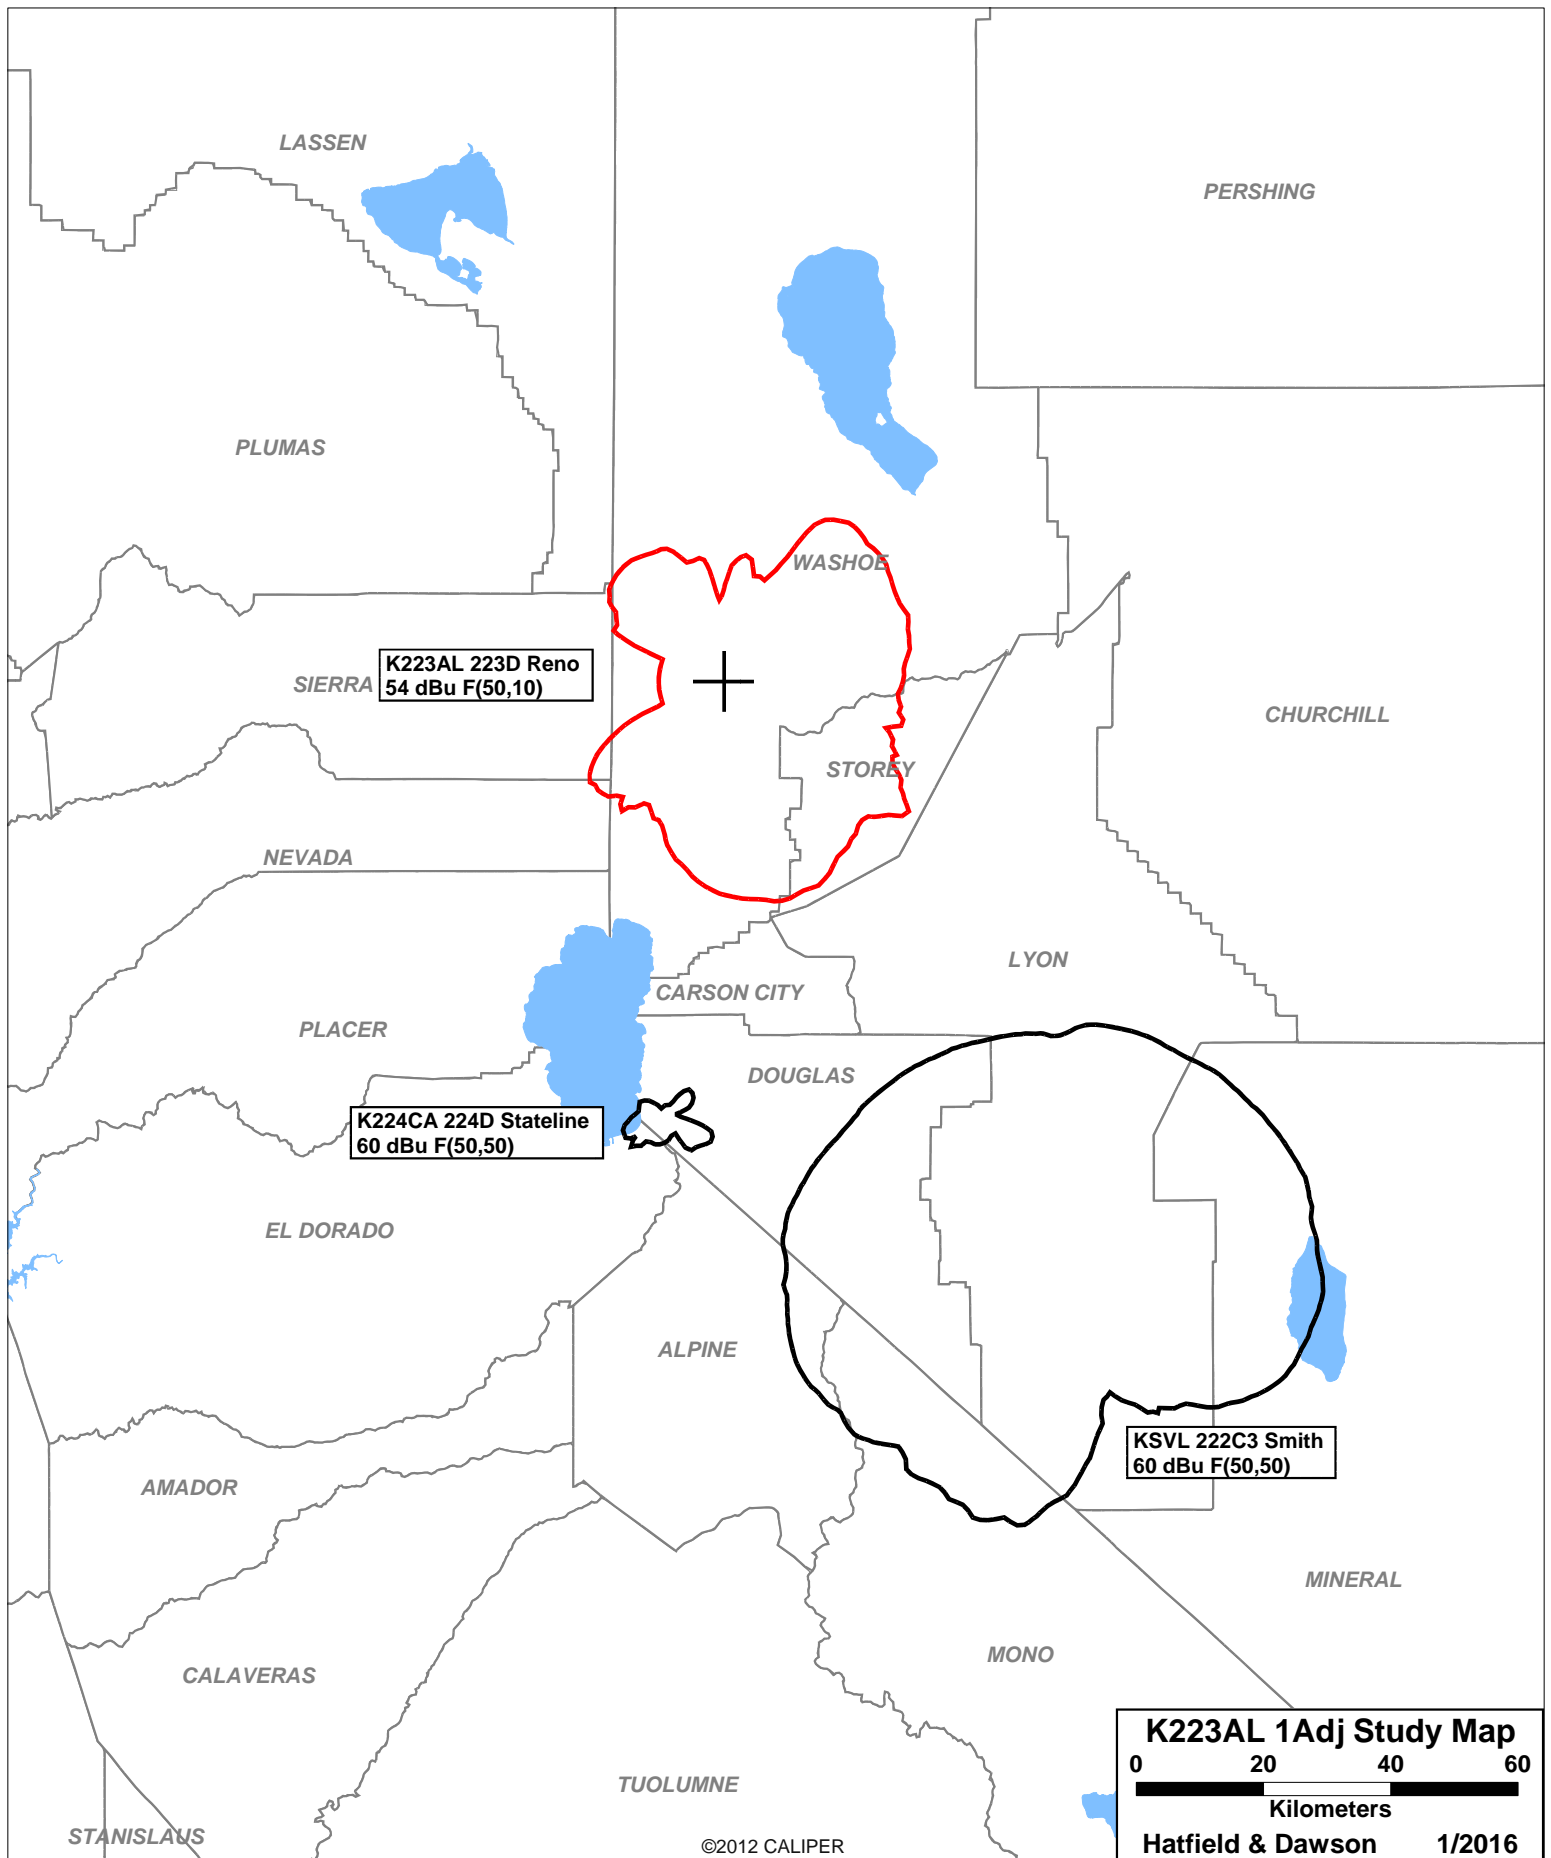 LASSEN
PERSHING
PLUMAS
WASHOE
K223AL 223D Reno
54 dBu F(50,10)
SIERRA
CHURCHILL
STOREY
NEVADA
LYON
CARSON CITY
PLACER
DOUGLAS
K224CA 224D Stateline
60 dBu F(50,50)
EL DORADO
ALPINE
KSVL 222C3 Smith
60 dBu F(50,50)
AMADOR
MINERAL
MONO
CALAVERAS
TUOLUMNE
STANISLAUS
©2012 CALIPER
K223AL 1Adj Study Map
0 20 40 60
Kilometers
Hatfield & Dawson 1/2016